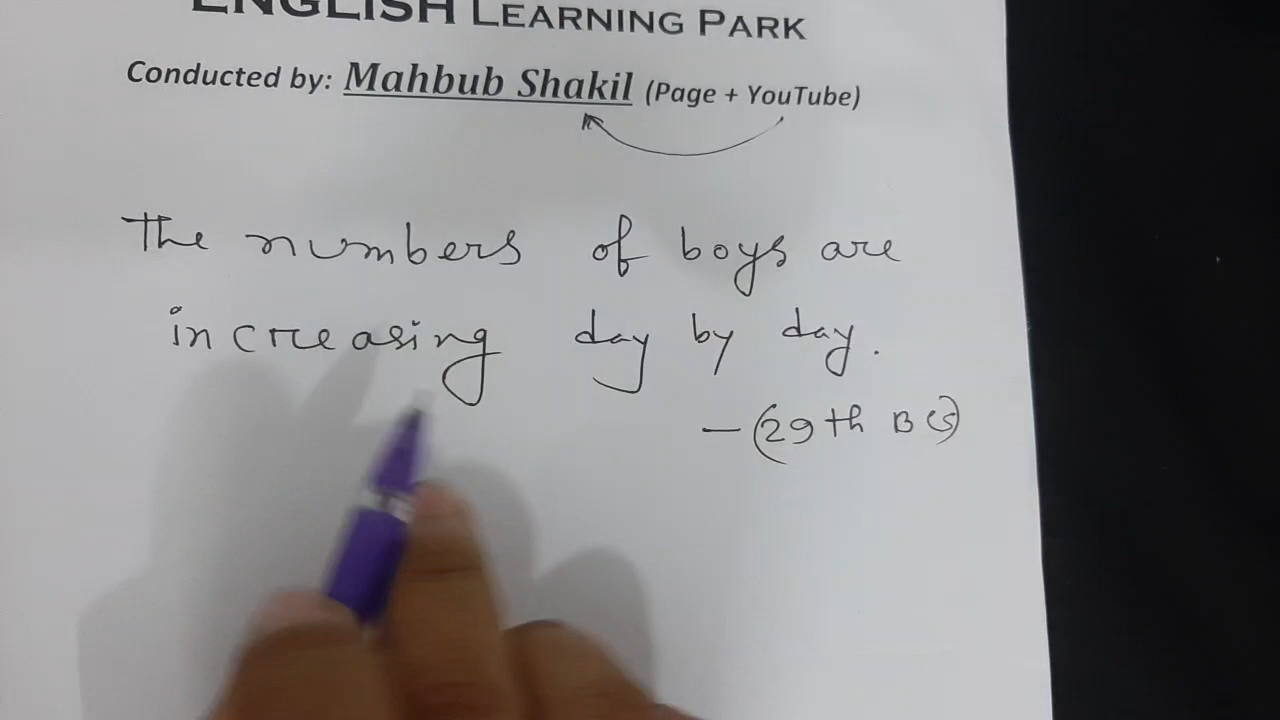 ENGLISH LEARNING PARK
Conducted by: Mahbub Shakil (Page + YouTube)
The numbers of boys are
increasing day by day.
- (29th BCS)